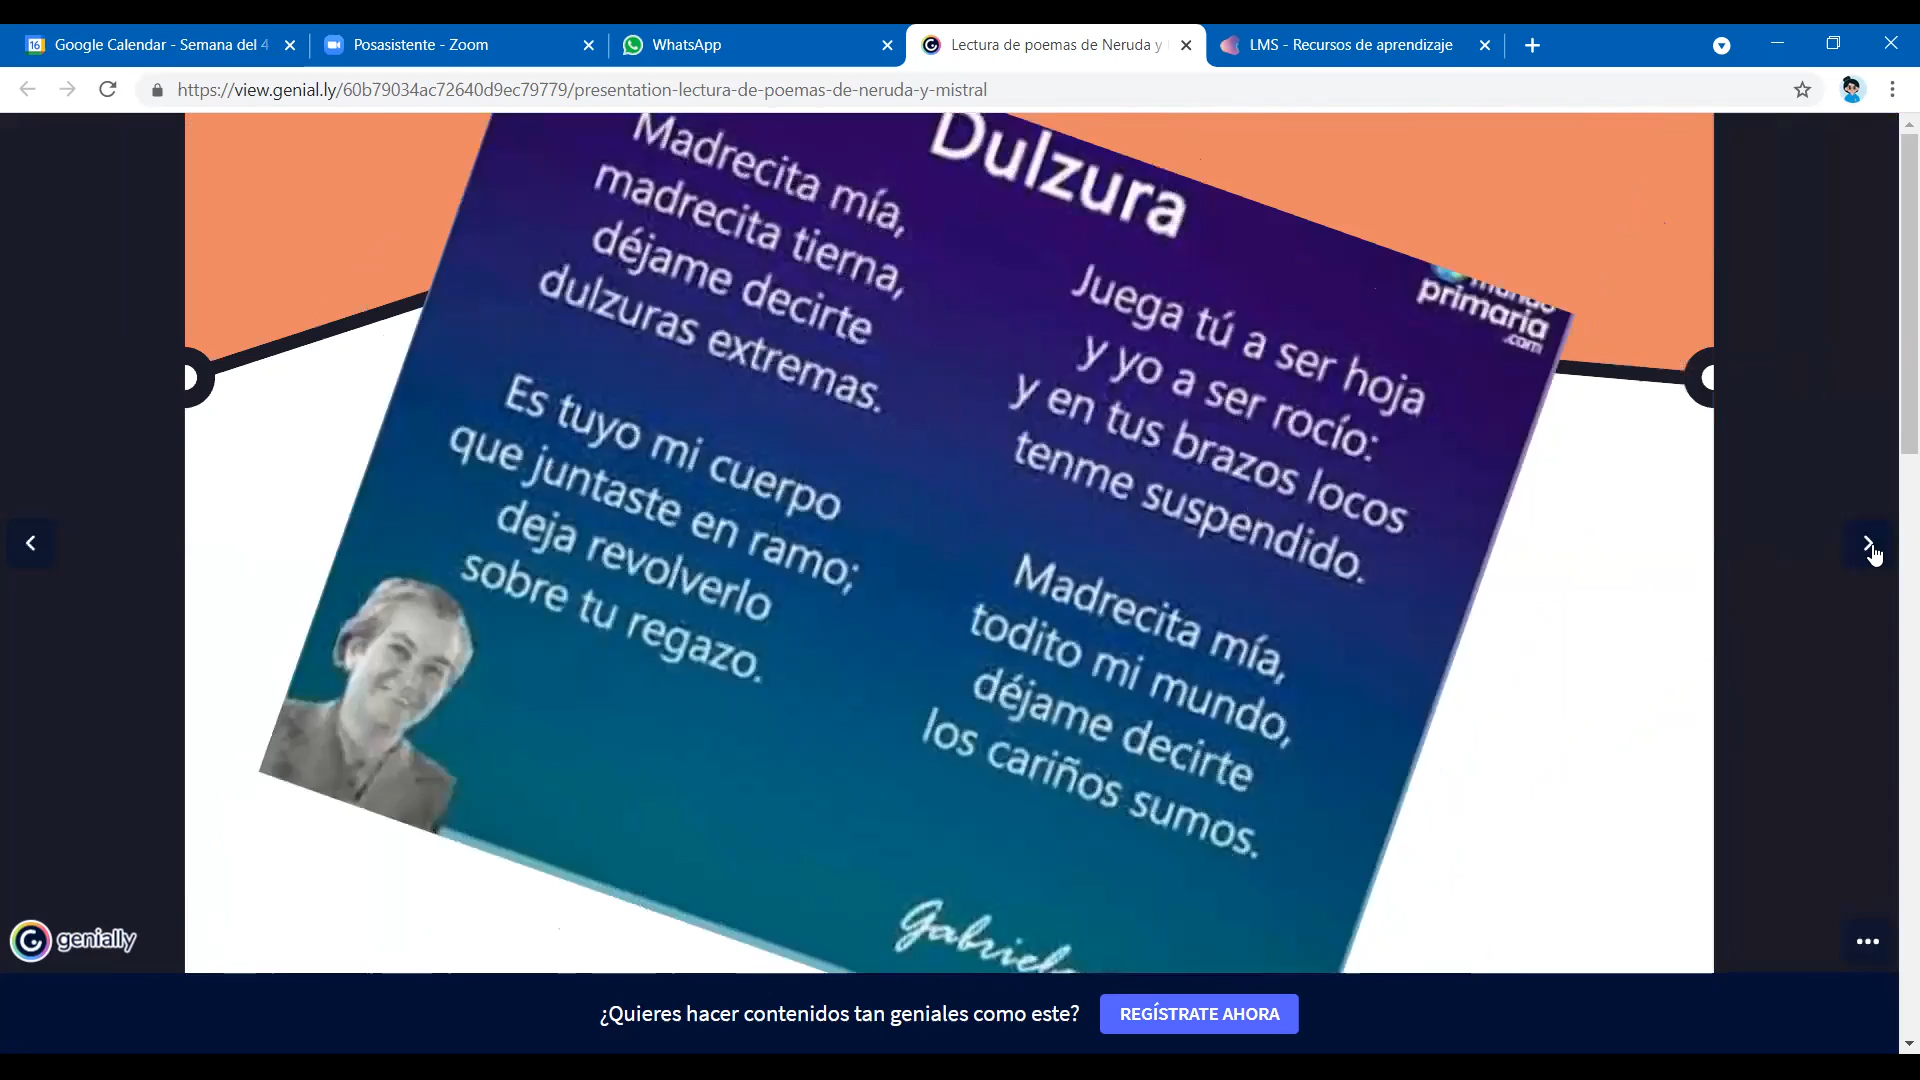 Google Calendar - Semana del 4
Posasistente - Zoom
WhatsApp
Lectura de poemas de Neruda y
LMS - Recursos de aprendizaje
https://view.genial.ly/60b79034ac72640d9ec79779/presentation-lectura-de-poemas-de-neruda-y-mistral
Dulzura
Madrecita mía,
madrecita tierna,
déjame decirte
dulzuras extremas.
Es tuyo mi cuerpo
que juntaste en ramo;
deja revolverlo
sobre tu regazo.
mundo
primaria
.com
Juega tú a ser hoja
y yo a ser rocío:
y en tus brazos locos
tenme suspendido.
Madrecita mía,
todito mi mundo,
déjame decirte
los cariños sumos.
Gabriela
genially
¿Quieres hacer contenidos tan geniales como este?
REGÍSTRATE AHORA